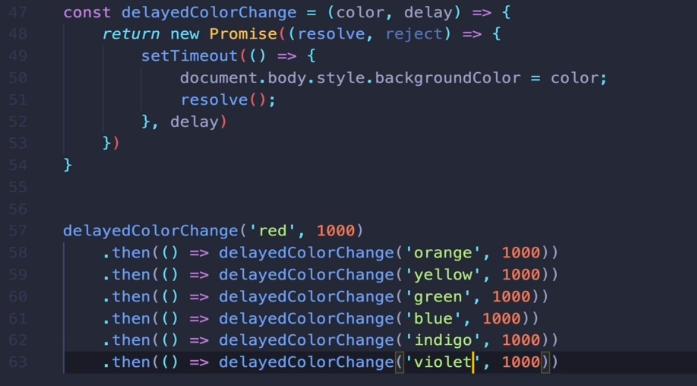 47 const delayedColorChange = (color, delay) => {
48 return new Promise((resolve, reject) => {
49 setTimeout(() => {
50 document.body.style.backgroundColor = color;
51 resolve();
52 }, delay)
53 })
54 }
55
56
57 delayedColorChange('red', 1000)
58 .then(() => delayedColorChange('orange', 1000))
59 .then(() => delayedColorChange('yellow', 1000))
60 .then(() => delayedColorChange('green', 1000))
61 .then(() => delayedColorChange('blue', 1000))
62 .then(() => delayedColorChange('indigo', 1000))
63 .then(() => delayedColorChange('violet', 1000))